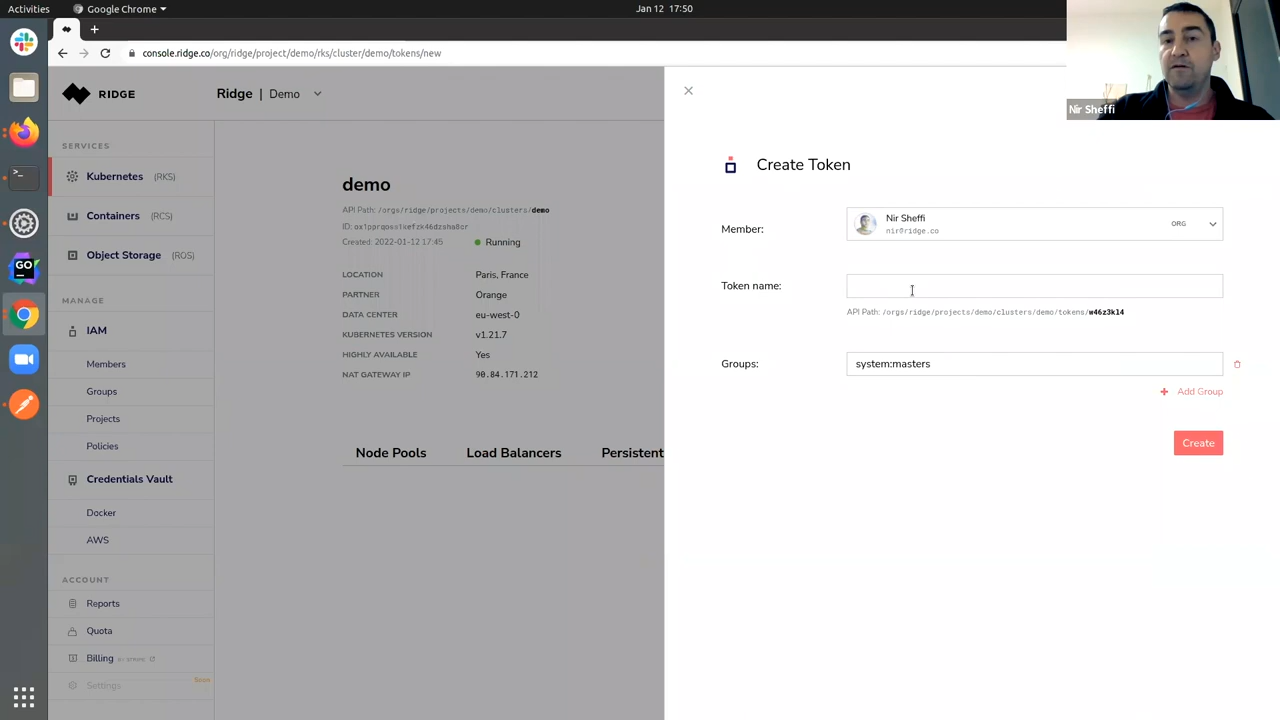 Activities
Google Chrome
Jan 12 17:50
console.ridge.co/org/ridge/project/demo/rks/cluster/demo/tokens/new
Nir Sheffi
RIDGE
Ridge | Demo
SERVICES
Kubernetes (RKS)
Containers (RCS)
Object Storage (ROS)
MANAGE
IAM
Members
Groups
Projects
Policies
Credentials Vault
Docker
AWS
ACCOUNT
Reports
Quota
Billing
Settings
Soon
demo
API Path: /orgs/ridge/projects/demo/clusters/demo
Created: 2022-01-12 17:45
Running
LOCATION Paris, France
PARTNER Orange
DATA CENTER eu-west-0
KUBERNETES VERSION v1.21.7
HIGHLY AVAILABLE Yes
NAT GATEWAY IP 90.84.171.212
Node Pools
Load Balancers
Persistent
Create Token
Member:
Nir Sheffi
nir@ridge.co
ORG
Token name:
API Path: /orgs/ridge/projects/demo/clusters/demo/tokens/w46z3kl4
Groups:
system:masters
+ Add Group
Create
GO